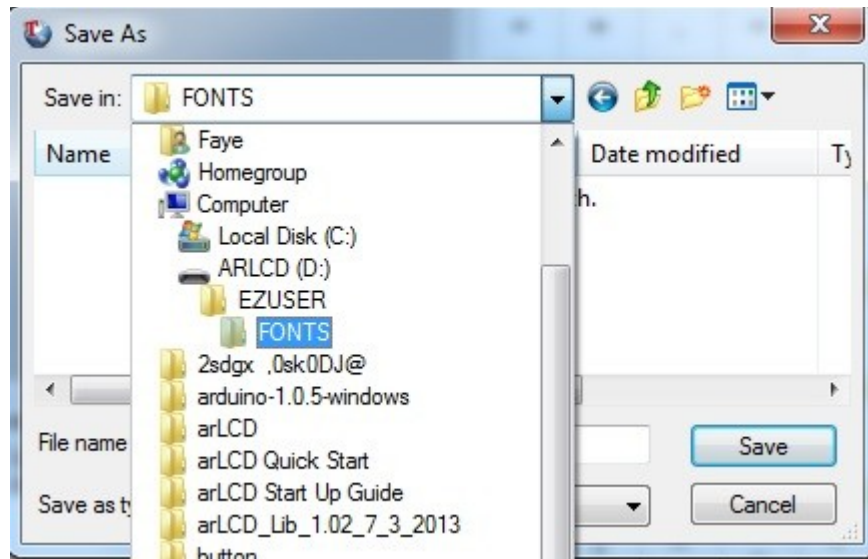 Save As
Save in: FONTS
Name
Date modified
Ty
h.
Faye
Homegroup
Computer
Local Disk (C:)
ARLCD (D:)
EZUSER
FONTS
2sdgx ,0sk0DJ@
arduino-1.0.5-windows
arLCD
arLCD Quick Start
arLCD Start Up Guide
arLCD_Lib_1.02_7_3_2013
button
File name
Save
Save as ty
Cancel